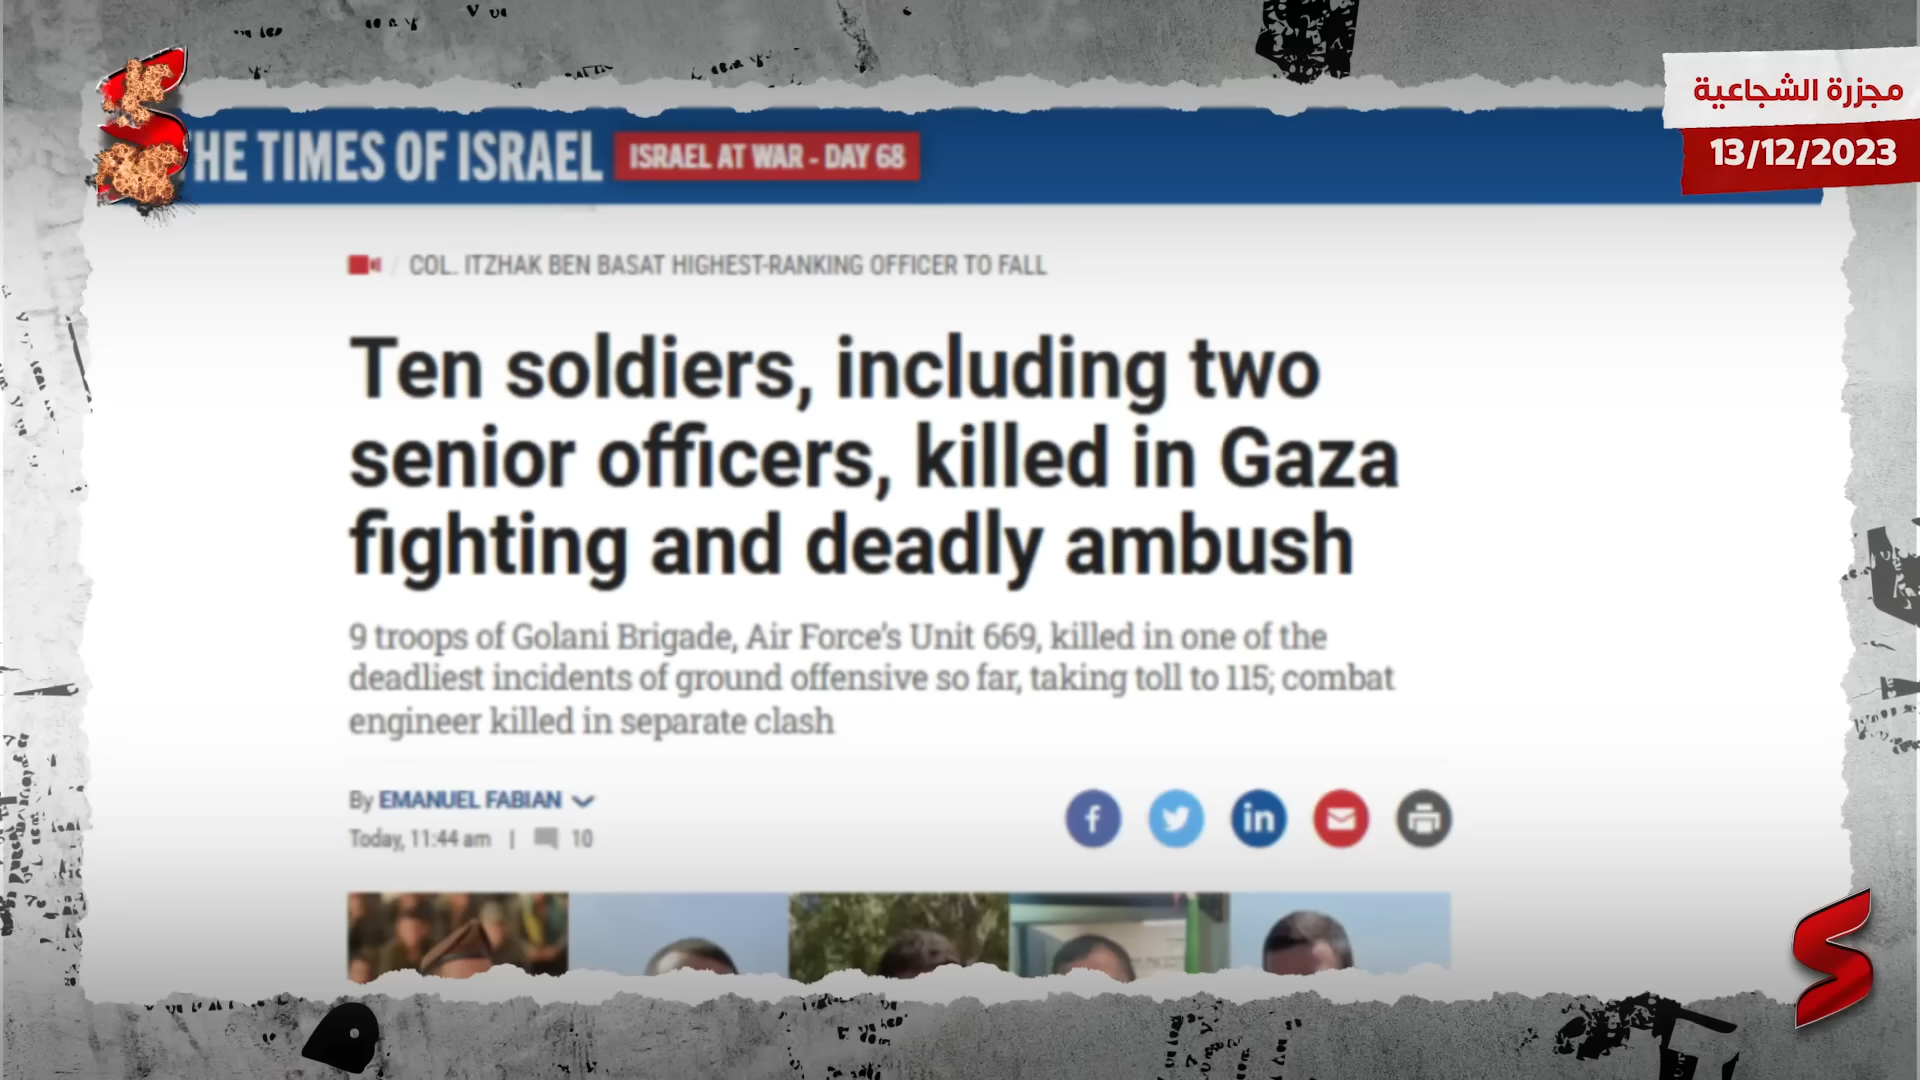 مجزرة الشجاعية
13/12/2023
HE TIMES OF ISRAEL
ISRAEL AT WAR - DAY 68
COL. ITZHAK BEN BASAT HIGHEST-RANKING OFFICER TO FALL
Ten soldiers, including two
senior officers, killed in Gaza
fighting and deadly ambush
9 troops of Golani Brigade, Air Force's Unit 669, killed in one of the
deadliest incidents of ground offensive so far, taking toll to 115; combat
engineer killed in separate clash
By EMANUEL FABIAN
Today, 11:44 am | 10